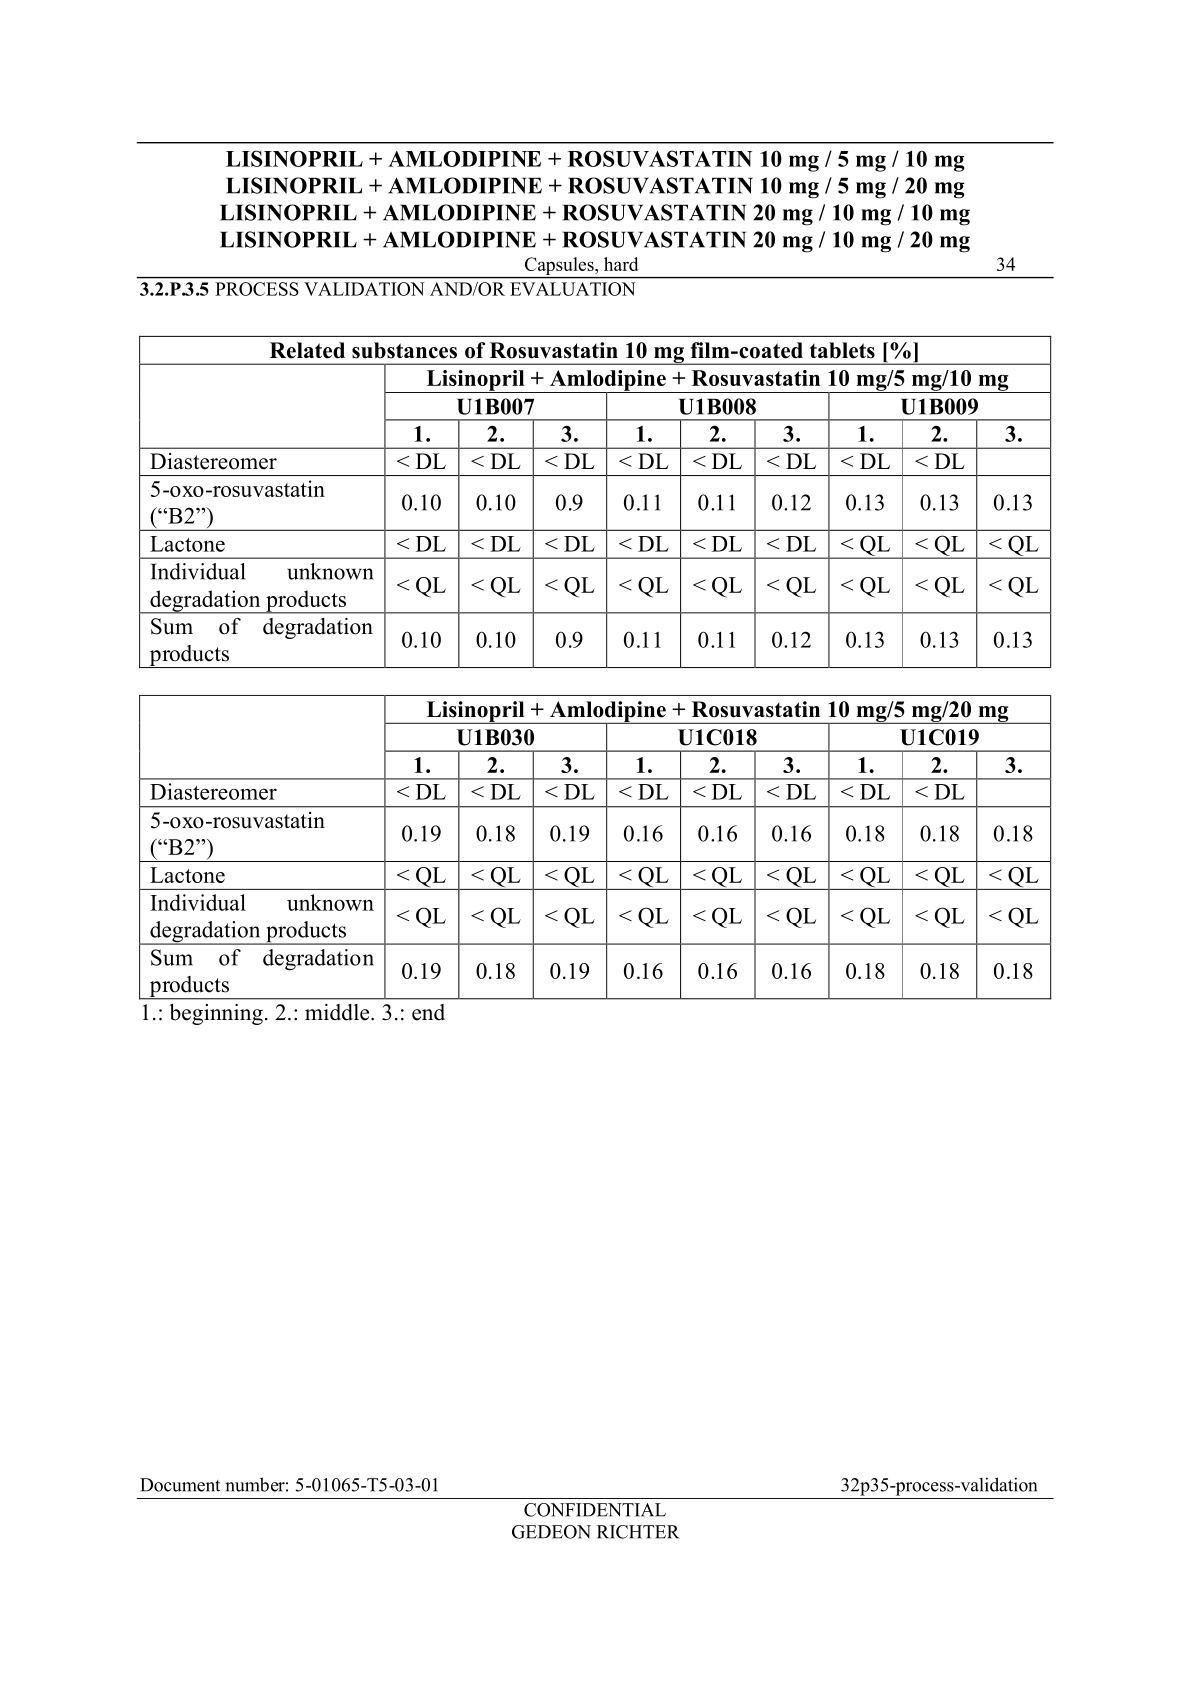 LISINOPRIL + AMLODIPINE + ROSUVASTATIN 10 mg / 5 mg / 10 mg
LISINOPRIL + AMLODIPINE + ROSUVASTATIN 10 mg / 5 mg / 20 mg
LISINOPRIL + AMLODIPINE + ROSUVASTATIN 20 mg / 10 mg / 10 mg
LISINOPRIL + AMLODIPINE + ROSUVASTATIN 20 mg / 10 mg / 20 mg
Capsules, hard 34
3.2.P.3.5 PROCESS VALIDATION AND/OR EVALUATION
Related substances of Rosuvastatin 10 mg film-coated tablets [%]
Lisinopril + Amlodipine + Rosuvastatin 10 mg/5 mg/10 mg
U1B007 U1B008 U1B009
1. 2. 3. 1. 2. 3. 1. 2. 3.
Diastereomer < DL < DL < DL < DL < DL < DL < DL < DL
5-oxo-rosuvastatin
(“B2”) 0.10 0.10 0.9 0.11 0.11 0.12 0.13 0.13 0.13
Lactone < DL < DL < DL < DL < DL < DL < QL < QL < QL
Individual unknown
degradation products < QL < QL < QL < QL < QL < QL < QL < QL < QL
Sum of degradation
products 0.10 0.10 0.9 0.11 0.11 0.12 0.13 0.13 0.13
Lisinopril + Amlodipine + Rosuvastatin 10 mg/5 mg/20 mg
U1B030 U1C018 U1C019
1. 2. 3. 1. 2. 3. 1. 2. 3.
Diastereomer < DL < DL < DL < DL < DL < DL < DL < DL
5-oxo-rosuvastatin
(“B2”) 0.19 0.18 0.19 0.16 0.16 0.16 0.18 0.18 0.18
Lactone < QL < QL < QL < QL < QL < QL < QL < QL < QL
Individual unknown
degradation products < QL < QL < QL < QL < QL < QL < QL < QL < QL
Sum of degradation
products 0.19 0.18 0.19 0.16 0.16 0.16 0.18 0.18 0.18
1.: beginning. 2.: middle. 3.: end
Document number: 5-01065-T5-03-01 32p35-process-validation
CONFIDENTIAL
GEDEON RICHTER